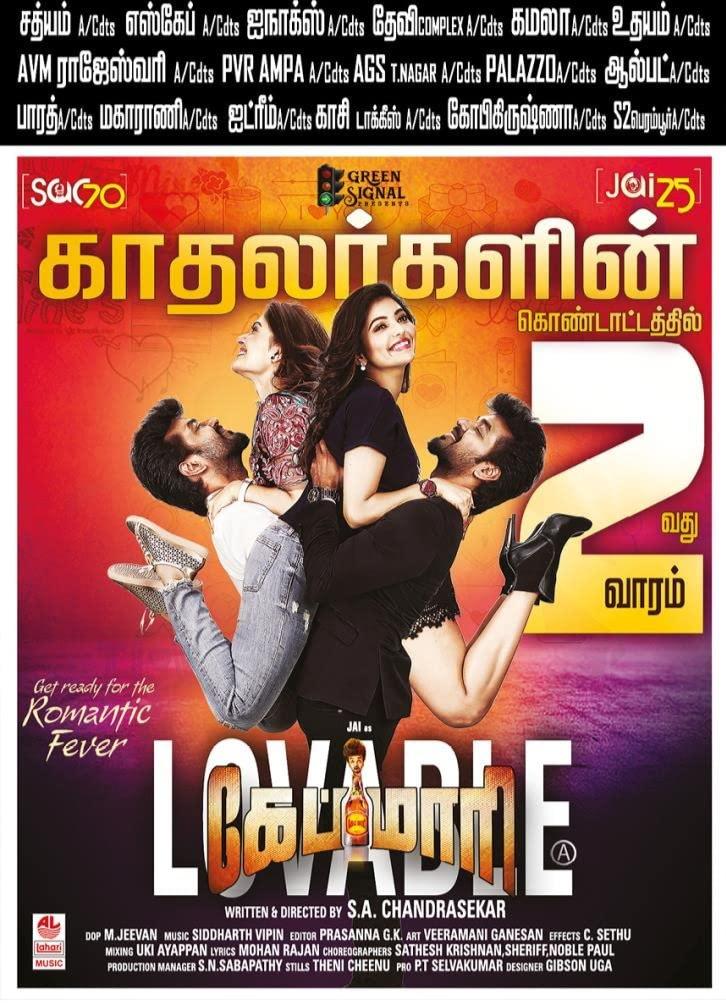 சத்யம் A/Cdts எஸ்கேப் A/Cdts ஐநாக்ஸ் A/Cdts தேவி COMPLEX A/Cdts கமலா A/Cdts உதயம் A/Cdts
AVM ராஜேஸ்வரி A/Cdts PVR AMPA A/Cdts AGS T.NAGAR A/Cdts PALAZZO A/Cdts ஆல்பட் A/Cdts
பாரத் A/Cdts மகாராணி A/Cdts ஐட்ரீம் A/Cdts காசி டாக்கீஸ் A/Cdts கோபிகிருஷ்ணா A/Cdts S2 பெரம்பூர் A/Cdts
[SAC70]
GREEN SIGNAL
PRESENTS
[Jai25]
காதலர்களின்
கொண்டாட்டத்தில்
2
வது
வாரம்
Get ready for the
Romantic
Fever
JAI as
LOVABLE
கேப்மாரி
A
WRITTEN & DIRECTED BY S.A. CHANDRASEKAR
DOP M.JEEVAN MUSIC SIDDHARTH VIPIN EDITOR PRASANNA G.K. ART VEERAMANI GANESAN EFFECTS C. SETHU
MIXING UKI AYAPPAN LYRICS MOHAN RAJAN CHOREOGRAPHERS SATHESH KRISHNAN,SHERIFF,NOBLE PAUL
PRODUCTION MANAGER S.N.SABAPATHY STILLS THENI CHEENU PRO P.T SELVAKUMAR DESIGNER GIBSON UGA
AL
lahari
MUSIC